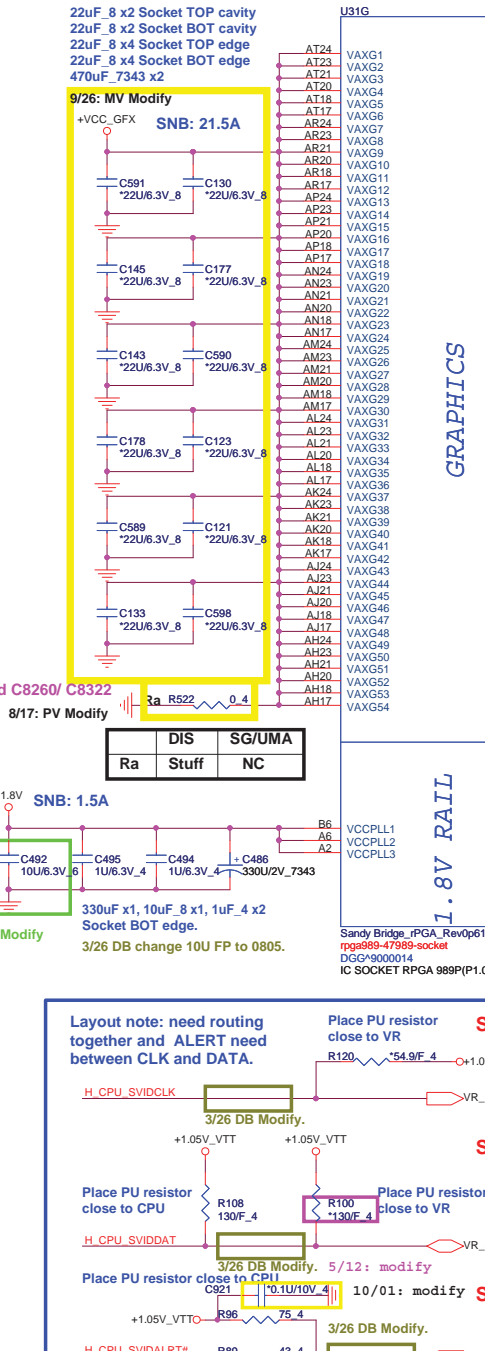 22uF_8 x2 Socket TOP cavity
22uF_8 x2 Socket BOT cavity
22uF_8 x4 Socket TOP edge
22uF_8 x4 Socket BOT edge
470uF_7343 x2
9/26: MV Modify
+VCC_GFX
SNB: 21.5A
C591
*22U/6.3V_8
C130
*22U/6.3V_8
C145
*22U/6.3V_8
C177
*22U/6.3V_8
C143
*22U/6.3V_8
C590
*22U/6.3V_8
C178
*22U/6.3V_8
C123
*22U/6.3V_8
C589
*22U/6.3V_8
C121
*22U/6.3V_8
C133
*22U/6.3V_8
C598
*22U/6.3V_8
U31G
AT24 VAXG1
AT23 VAXG2
AT21 VAXG3
AT20 VAXG4
AT18 VAXG5
AT17 VAXG6
AR24 VAXG7
AR23 VAXG8
AR21 VAXG9
AR20 VAXG10
AR18 VAXG11
AR17 VAXG12
AP24 VAXG13
AP23 VAXG14
AP21 VAXG15
AP20 VAXG16
AP18 VAXG17
AP17 VAXG18
AN24 VAXG19
AN23 VAXG20
AN21 VAXG21
AN20 VAXG22
AN18 VAXG23
AN17 VAXG24
AM24 VAXG25
AM23 VAXG26
AM21 VAXG27
AM20 VAXG28
AM18 VAXG29
AM17 VAXG30
AL24 VAXG31
AL23 VAXG32
AL21 VAXG33
AL20 VAXG34
AL18 VAXG35
AL17 VAXG36
AK24 VAXG37
AK23 VAXG38
AK21 VAXG39
AK20 VAXG40
AK18 VAXG41
AK17 VAXG42
AJ24 VAXG43
AJ23 VAXG44
AJ21 VAXG45
AJ20 VAXG46
AJ18 VAXG47
AJ17 VAXG48
AH24 VAXG49
AH23 VAXG50
AH21 VAXG51
AH20 VAXG52
AH18 VAXG53
AH17 VAXG54
GRAPHICS
d C8260/ C8322
8/17: PV Modify
Ra R522 0_4
DIS SG/UMA
Ra Stuff NC
1.8V
SNB: 1.5A
C492
10U/6.3V_6
C495
1U/6.3V_4
C494
1U/6.3V_4
+ C486
330U/2V_7343
B6 VCCPLL1
A6 VCCPLL2
A2 VCCPLL3
1.8V RAIL
330uF x1, 10uF_8 x1, 1uF_4 x2
Socket BOT edge.
Modify
3/26 DB change 10U FP to 0805.
Sandy Bridge_rPGA_Rev0p61
rpga989-47989-socket
DGG^9000014
IC SOCKET RPGA 989P(P1.0
Layout note: need routing
together and ALERT need
between CLK and DATA.
Place PU resistor
close to VR
S
R120 *54.9/F_4 +1.0
H_CPU_SVIDCLK
VR_
3/26 DB Modify.
+1.05V_VTT
+1.05V_VTT
S
Place PU resistor
close to CPU
R108
130/F_4
R100
*130/F_4
Place PU resistor
close to VR
H_CPU_SVIDDAT
VR_
3/26 DB Modify.
5/12: modify
Place PU resistor close to CPU
C921 *0.1U/10V_4
10/01: modify
S
+1.05V_VTT R96 75_4
3/26 DB Modify.
H_CPU_SVIDALRT# R89 43_4